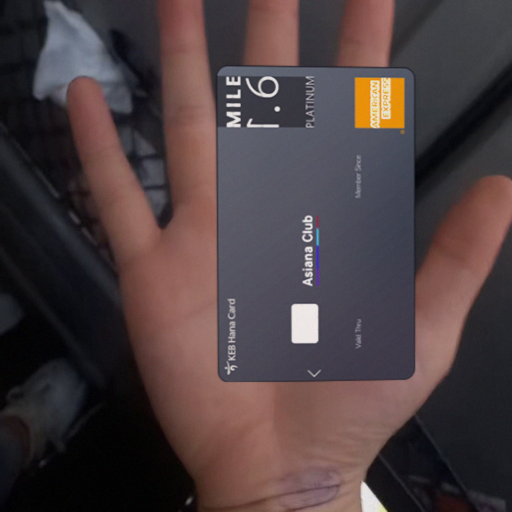 KEB Hana Card
MILE
1.6
PLATINUM
Asiana Club
Member Since
Valid Thru
AMERICAN
EXPRESS